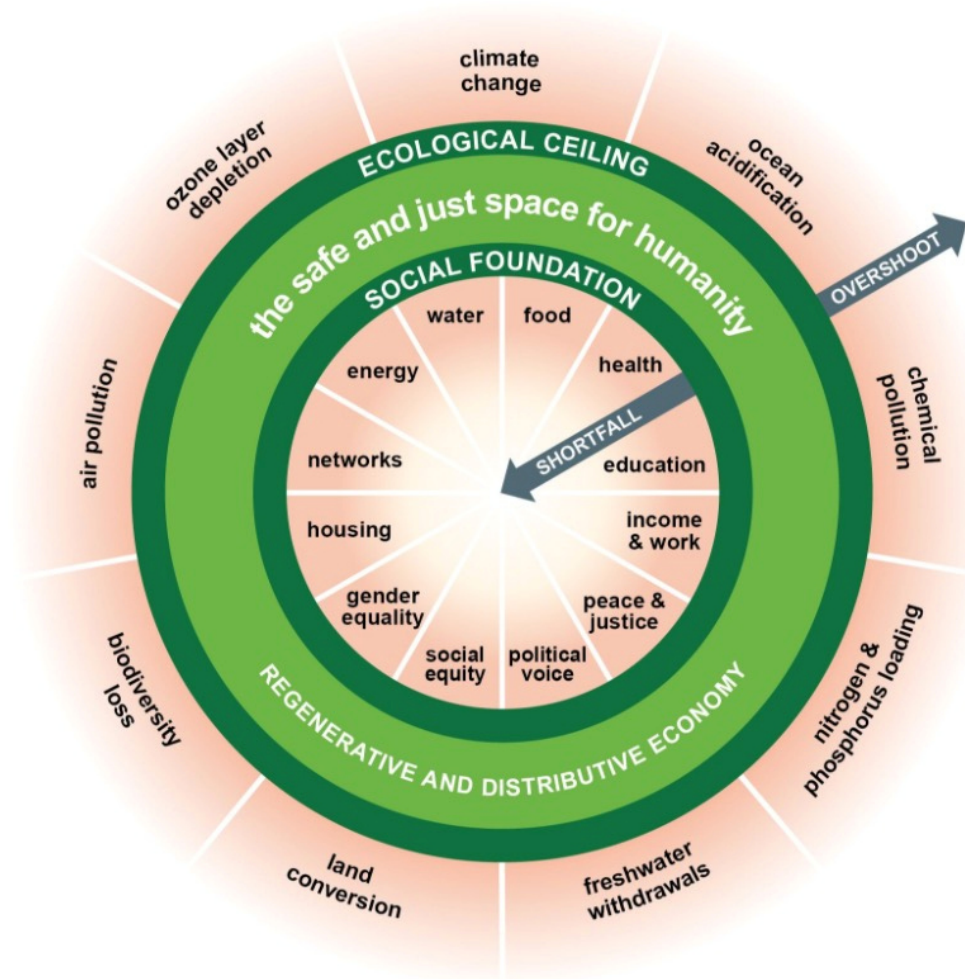 climate
change
ocean
acidification
chemical
pollution
nitrogen &
phosphorus loading
freshwater
withdrawals
land
conversion
biodiversity
loss
air pollution
ozone layer
depletion
OVERSHOOT
ECOLOGICAL CEILING
the safe and just space for humanity
SOCIAL FOUNDATION
water
food
health
SHORTFALL
education
income
& work
peace &
justice
political
voice
social
equity
gender
equality
housing
networks
energy
REGENERATIVE AND DISTRIBUTIVE ECONOMY